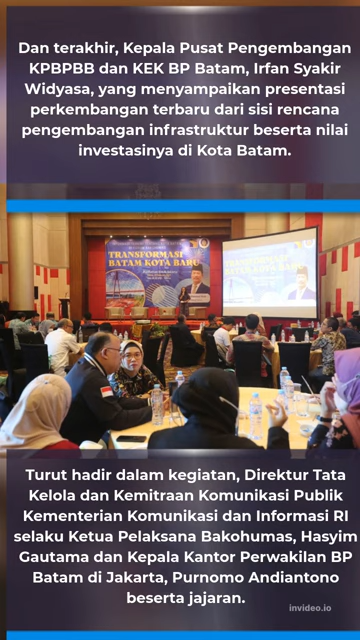 Dan terakhir, Kepala Pusat Pengembangan
KPBPBB dan KEK BP Batam, Irfan Syakir
Widyasa, yang menyampaikan presentasi
perkembangan terbaru dari sisi rencana
pengembangan infrastruktur beserta nilai
investasinya di Kota Batam.
TRANSFORMASI
BATAM KOTA BARU
TRANSFORMASI
Turut hadir dalam kegiatan, Direktur Tata
Kelola dan Kemitraan Komunikasi Publik
Kementerian Komunikasi dan Informasi RI
selaku Ketua Pelaksana Bakohumas, Hasyim
Gautama dan Kepala Kantor Perwakilan BP
Batam di Jakarta, Purnomo Andiantono
beserta jajaran.
invideo.io